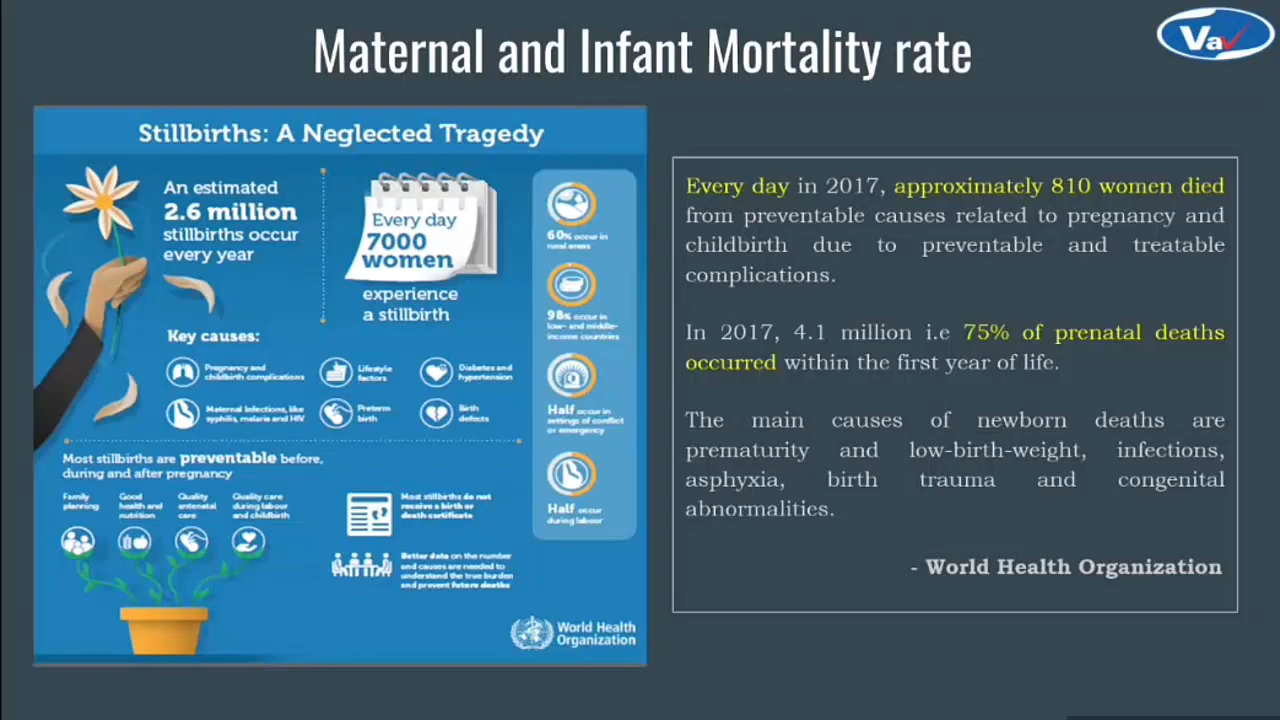 Maternal and Infant Mortality rate
Va
Stillbirths: A Neglected Tragedy
An estimated
2.6 million
stillbirths occur
every year
Every day
7000
women
experience
a stillbirth
Key causes:
Pregnancy and
childbirth complications
Lifestyle
factors
Diabetes and
hypertension
Maternal Infections, like
syphilis, malaria and HIV
Preterm
birth
Birth
defects
60% occur in
rural areas
98% occur in
low- and middle-
income countries
Half occur in
settings of conflict
or emergency
Half occur
during labour
Most stillbirths are preventable before,
during and after pregnancy
Family
planning
Good
health and
nutrition
Quality
antenatal
care
Quality care
during labour
and childbirth
Most stillbirths do not
receive a birth or
death certificate
Better data on the number
and causes are needed to
understand the true burden
and prevent future deaths
World Health
Organization
Every day in 2017, approximately 810 women died
from preventable causes related to pregnancy and
childbirth due to preventable and treatable
complications.
In 2017, 4.1 million i.e 75% of prenatal deaths
occurred within the first year of life.
The main causes of newborn deaths are
prematurity and low-birth-weight, infections,
asphyxia, birth trauma and congenital
abnormalities.
- World Health Organization